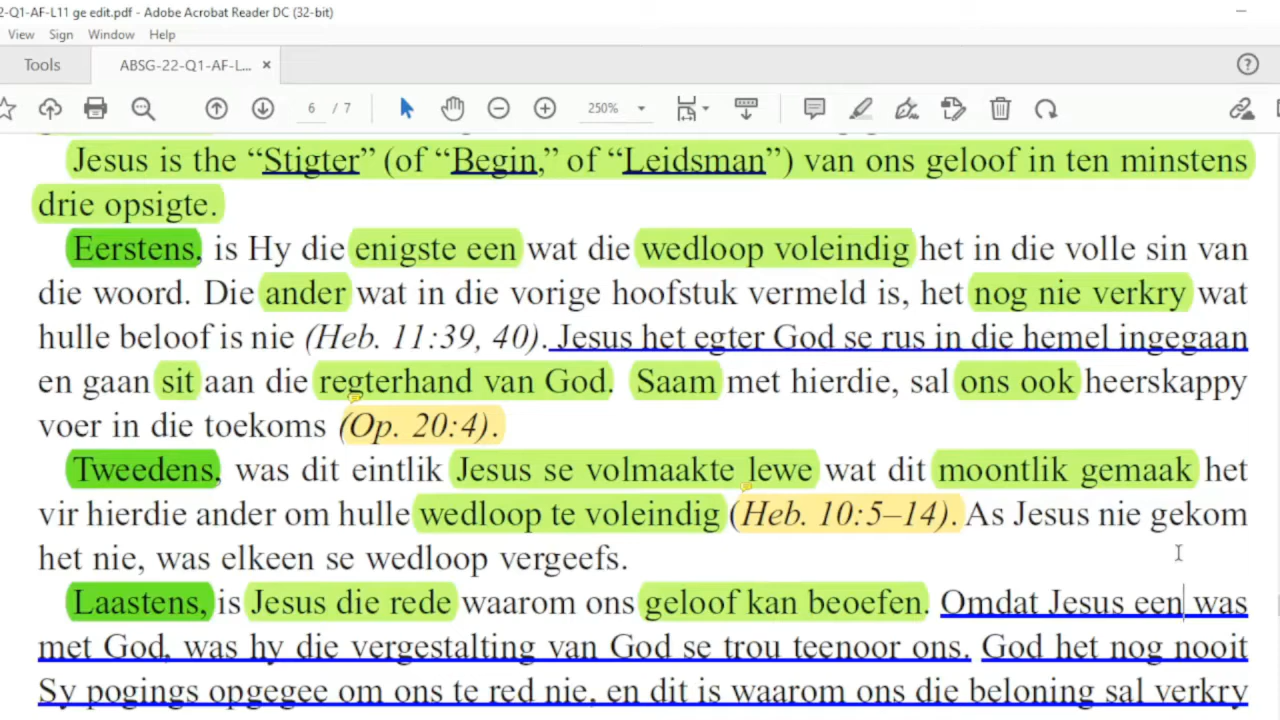 2-Q1-AF-L11 ge edit.pdf - Adobe Acrobat Reader DC (32-bit)
View Sign Window Help
Tools ABSG-22-Q1-AF-L... ×
6 / 7 250%
Jesus is the “Stigter” (of “Begin,” of “Leidsman”) van ons geloof in ten minstens
drie opsigte.
Eerstens, is Hy die enigste een wat die wedloop voleindig het in die volle sin van
die woord. Die ander wat in die vorige hoofstuk vermeld is, het nog nie verkry wat
hulle beloof is nie (Heb. 11:39, 40). Jesus het egter God se rus in die hemel ingegaan
en gaan sit aan die regterhand van God. Saam met hierdie, sal ons ook heerskappy
voer in die toekoms (Op. 20:4).
Tweedens, was dit eintlik Jesus se volmaakte lewe wat dit moontlik gemaak het
vir hierdie ander om hulle wedloop te voleindig (Heb. 10:5–14). As Jesus nie gekom
het nie, was elkeen se wedloop vergeefs.
Laastens, is Jesus die rede waarom ons geloof kan beoefen. Omdat Jesus een was
met God, was hy die vergestalting van God se trou teenoor ons. God het nog nooit
Sy pogings opgegee om ons te red nie, en dit is waarom ons die beloning sal verkry